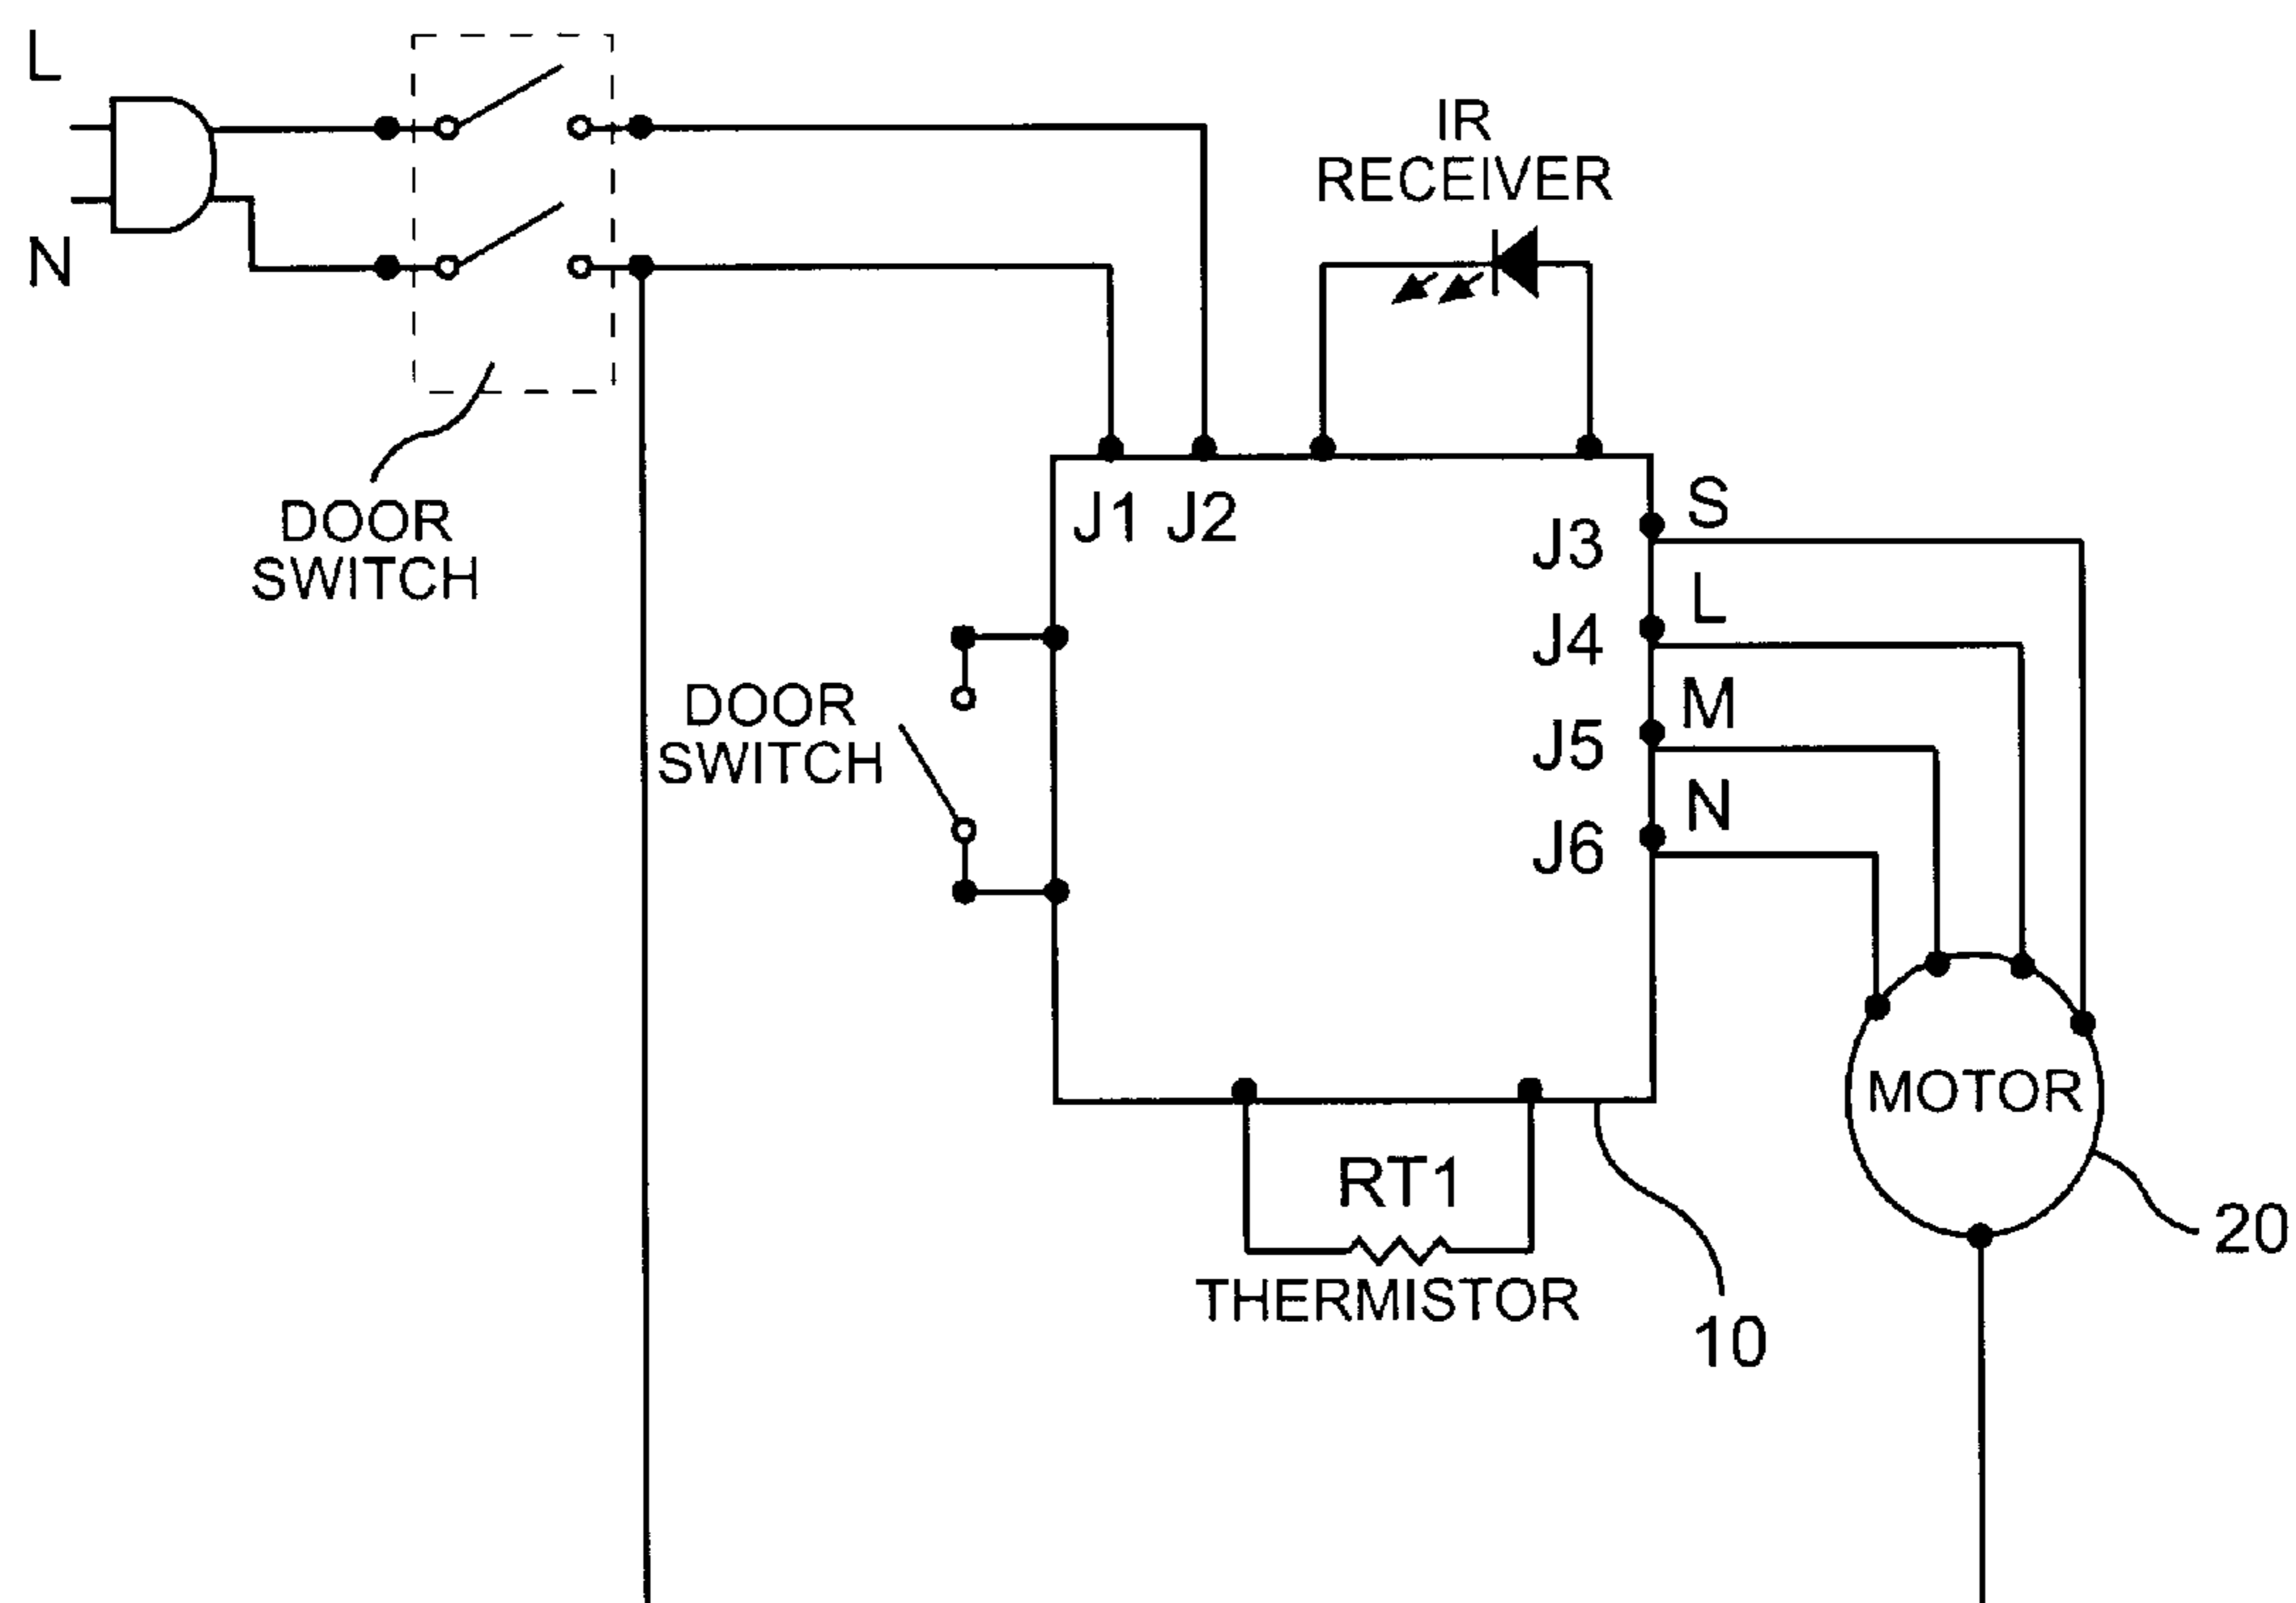 L
N
DOOR
SWITCH
IR
RECEIVER
J1 J2
J3
S
J4
L
J5
M
J6
N
DOOR
SWITCH
MOTOR
20
RT1
THERMISTOR
10